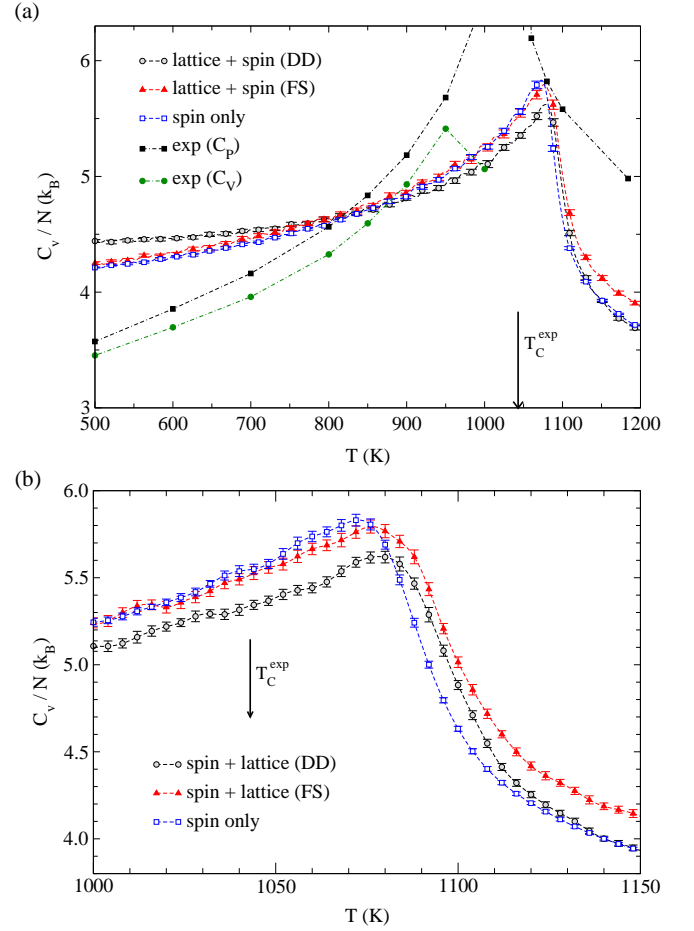 (a)
6
5
4
3
C_v / N (k_B)
lattice + spin (DD)
lattice + spin (FS)
spin only
exp (C_P)
exp (C_V)
T_C^exp
500 600 700 800 900 1000 1100 1200
T (K)
(b)
6.0
5.5
5.0
4.5
4.0
C_v / N (k_B)
T_C^exp
spin + lattice (DD)
spin + lattice (FS)
spin only
1000 1050 1100 1150
T (K)